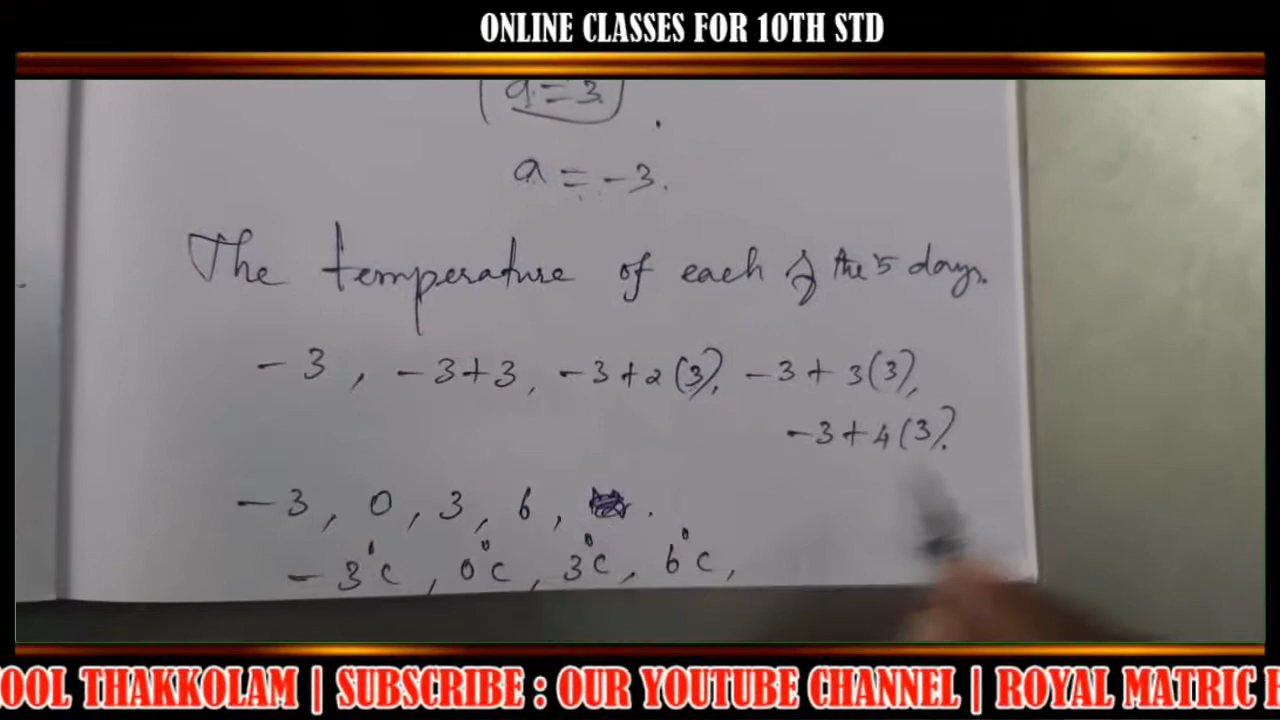 ONLINE CLASSES FOR 10TH STD
a = 3
a = -3.
The temperature of each of the 5 days.
-3, -3+3, -3+2(3), -3+3(3),
-3+4(3).
-3, 0, 3, 6, .
-3°c, 0°c, 3°c, 6°c,
OOL THAKKOLAM | SUBSCRIBE : OUR YOUTUBE CHANNEL | ROYAL MATRIC